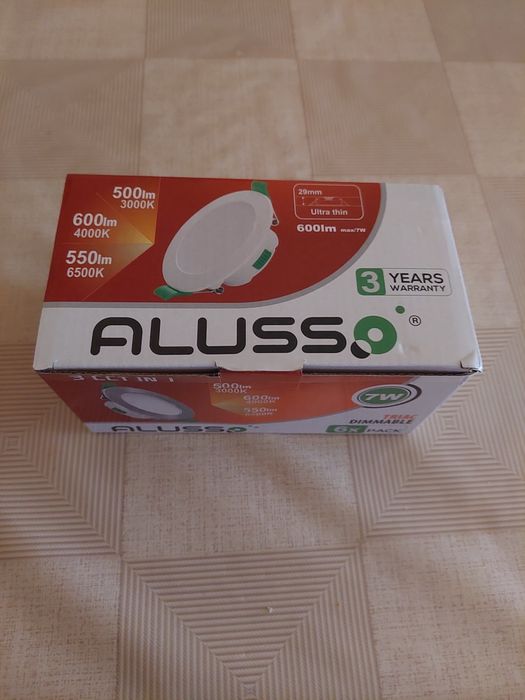 500lm
3000K
600lm
4000K
550lm
6500K
29mm
Ultra thin
600lm max/7W
3 YEARS
WARRANTY
ALUSSO®
3 CCT IN 1
500lm
3000K
600lm
4000K
550lm
6500K
7W
TRIAC
DIMMABLE
ALUSSO
6x PACK